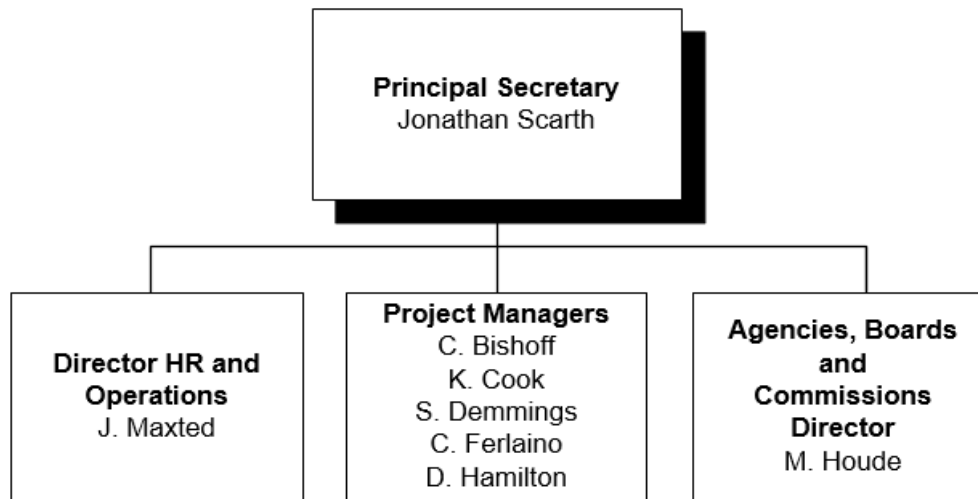 Principal Secretary
Jonathan Scarth
Director HR and
Operations
J. Maxted
Project Managers
C. Bishoff
K. Cook
S. Demmings
C. Ferlaino
D. Hamilton
Agencies, Boards
and
Commissions
Director
M. Houde